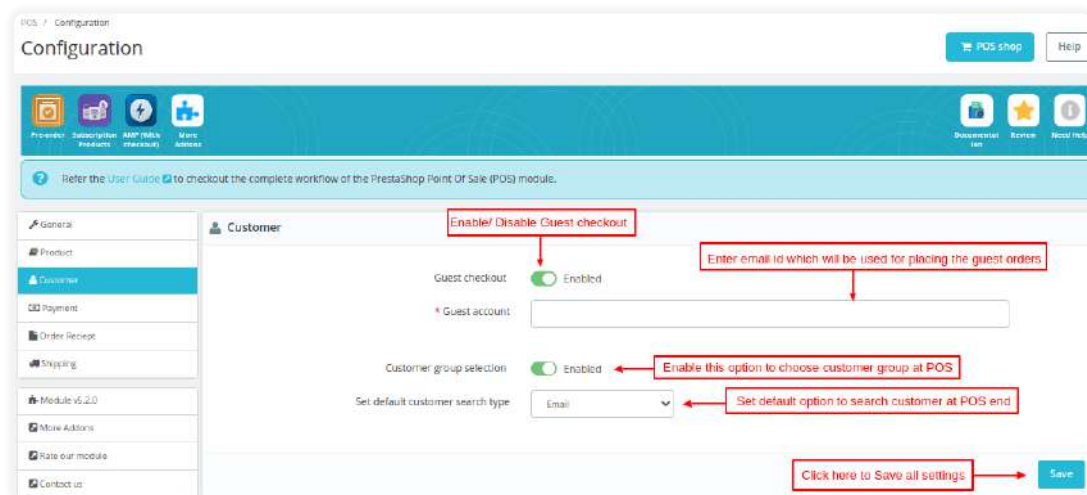 POS / Configuration
Configuration
POS shop
Help
Pre-order
Subscription Products
AMP (With checkout)
More Addons
Documentat ion
Review
Need Help
Refer the User Guide to checkout the complete workflow of the PrestaShop Point Of Sale (POS) module.
General
Product
Customer
Payment
Order Reciept
Shipping
Module v5.2.0
More Addons
Rate our module
Contact us
Customer
Enable/ Disable Guest checkout
Enter email id which will be used for placing the guest orders
Guest checkout
Enabled
* Guest account
Customer group selection
Enabled
Enable this option to choose customer group at POS
Set default customer search type
Email
Set default option to search customer at POS end
Click here to Save all settings
Save